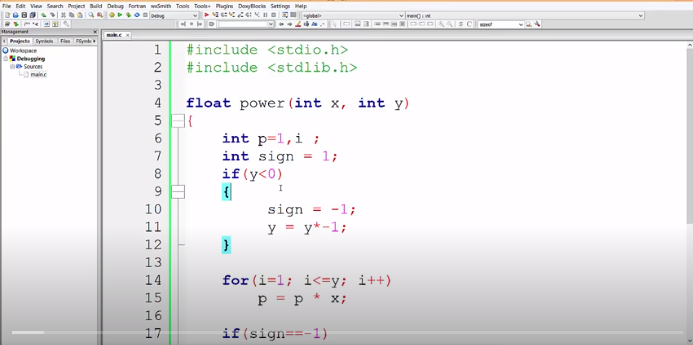 File Edit View Search Project Build Debug Fortran wxSmith Tools Tools+ Plugins DoxyBlocks Settings Help
Debug
<global>
main() : int
sizeof
Management
Projects Symbols Files
Workspace
Debugging
Sources
main.c
main.c
1 #include <stdio.h>
2 #include <stdlib.h>
3
4 float power(int x, int y)
5 {
6 int p=1,i ;
7 int sign = 1;
8 if(y<0)
9 {
10 sign = -1;
11 y = y*-1;
12 }
13
14 for(i=1; i<=y; i++)
15 p = p * x;
16
17 if(sign==-1)